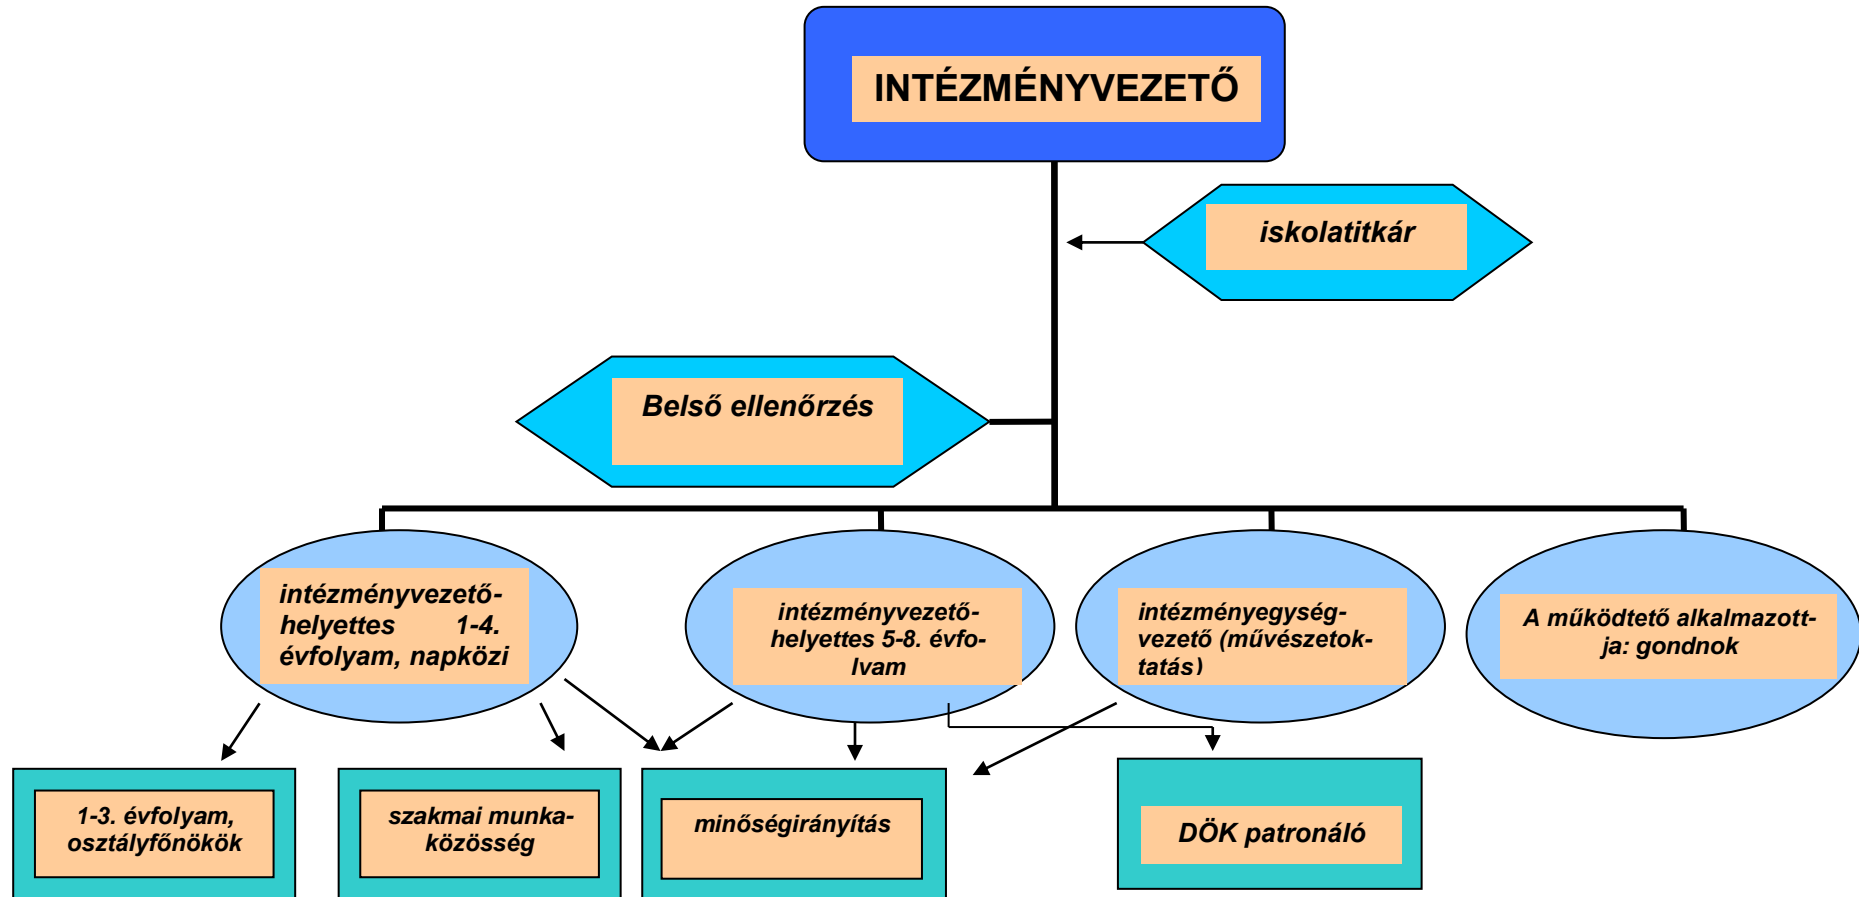 INTÉZMÉNYVEZETŐ
iskolatitkár
Belső ellenőrzés
intézményvezető-
helyettes 1-4.
évfolyam, napközi
intézményvezető-
helyettes 5-8. évfo-
lyam
intézményegység-
vezető (művészetok-
tatás)
A működtető alkalmazott-
ja: gondnok
1-3. évfolyam,
osztályfőnökök
szakmai munka-
közösség
minőségirányítás
DÖK patronáló